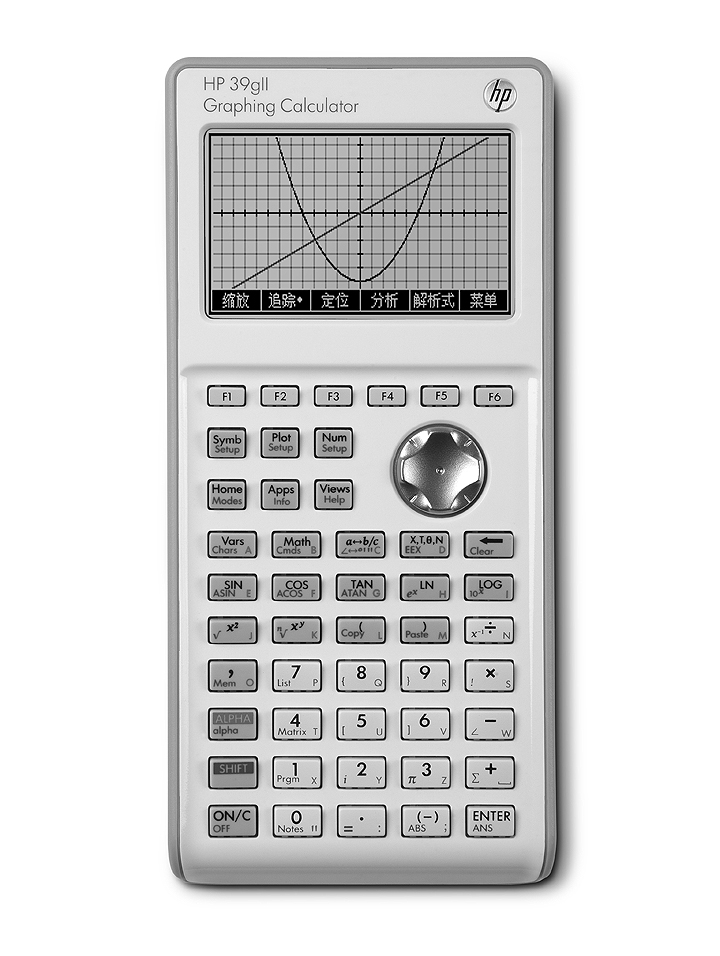 HP 39gII
Graphing Calculator
hp
缩放 追踪• 定位 分析 解析式 菜单
F1 F2 F3 F4 F5 F6
Symb Plot Num
Setup Setup Setup
Home Apps Views
Modes Info Help
Vars Math a↔b/c X,T,θ,N
Chars A Cmds B C EEX D Clear
SIN COS TAN LN LOG
ASIN E ACOS F ATAN G eˣ H 10ˣ I
x² xʸ ( ) ÷
√ J ⁿ√ K Copy L Paste M x⁻¹ N
, 7 8 9 ×
Mem O List P { Q } R ! S
ALPHA 4 5 6 −
alpha Matrix T [ U ] V ∠ W
SHIFT 1 2 3 +
Prgm X i Y π Z Σ ⎵
ON/C 0 . (−) ENTER
OFF Notes " = : ABS ; ANS